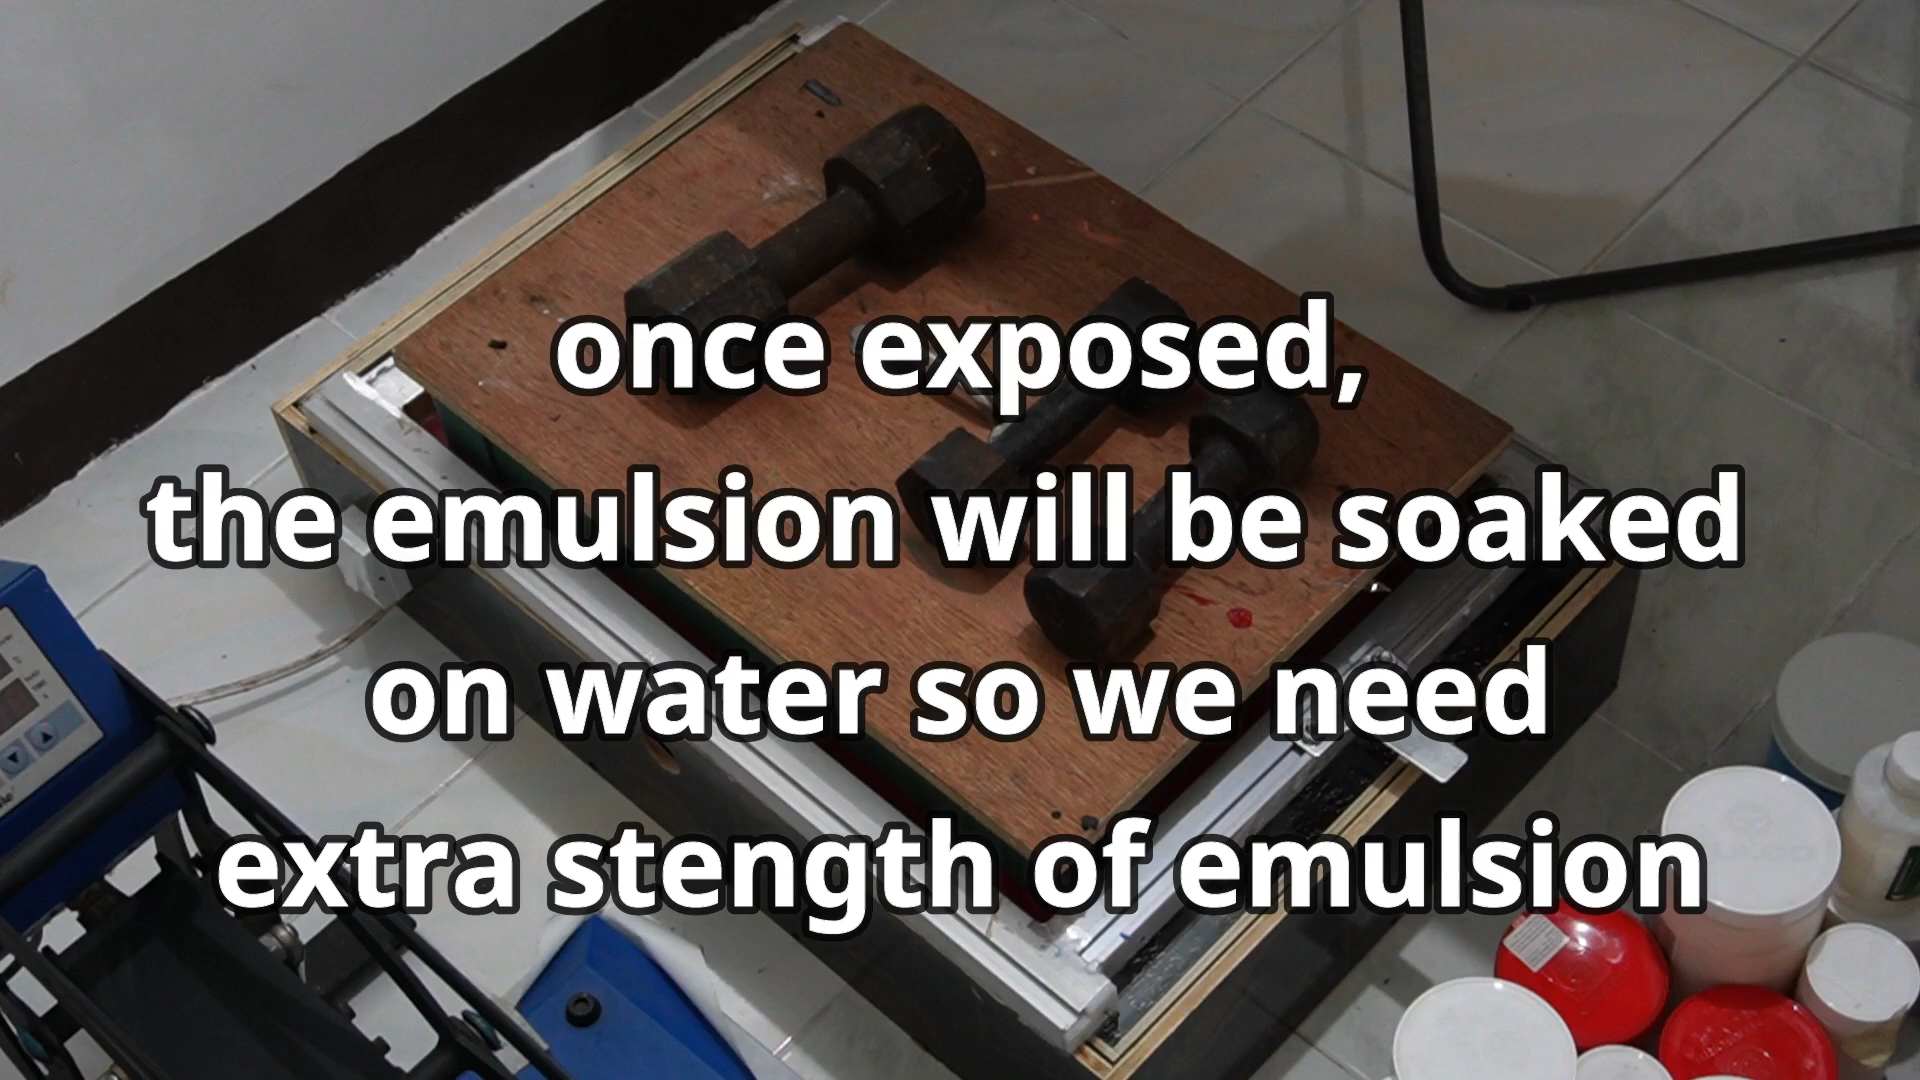 once exposed,
the emulsion will be soaked
on water so we need
extra stength of emulsion